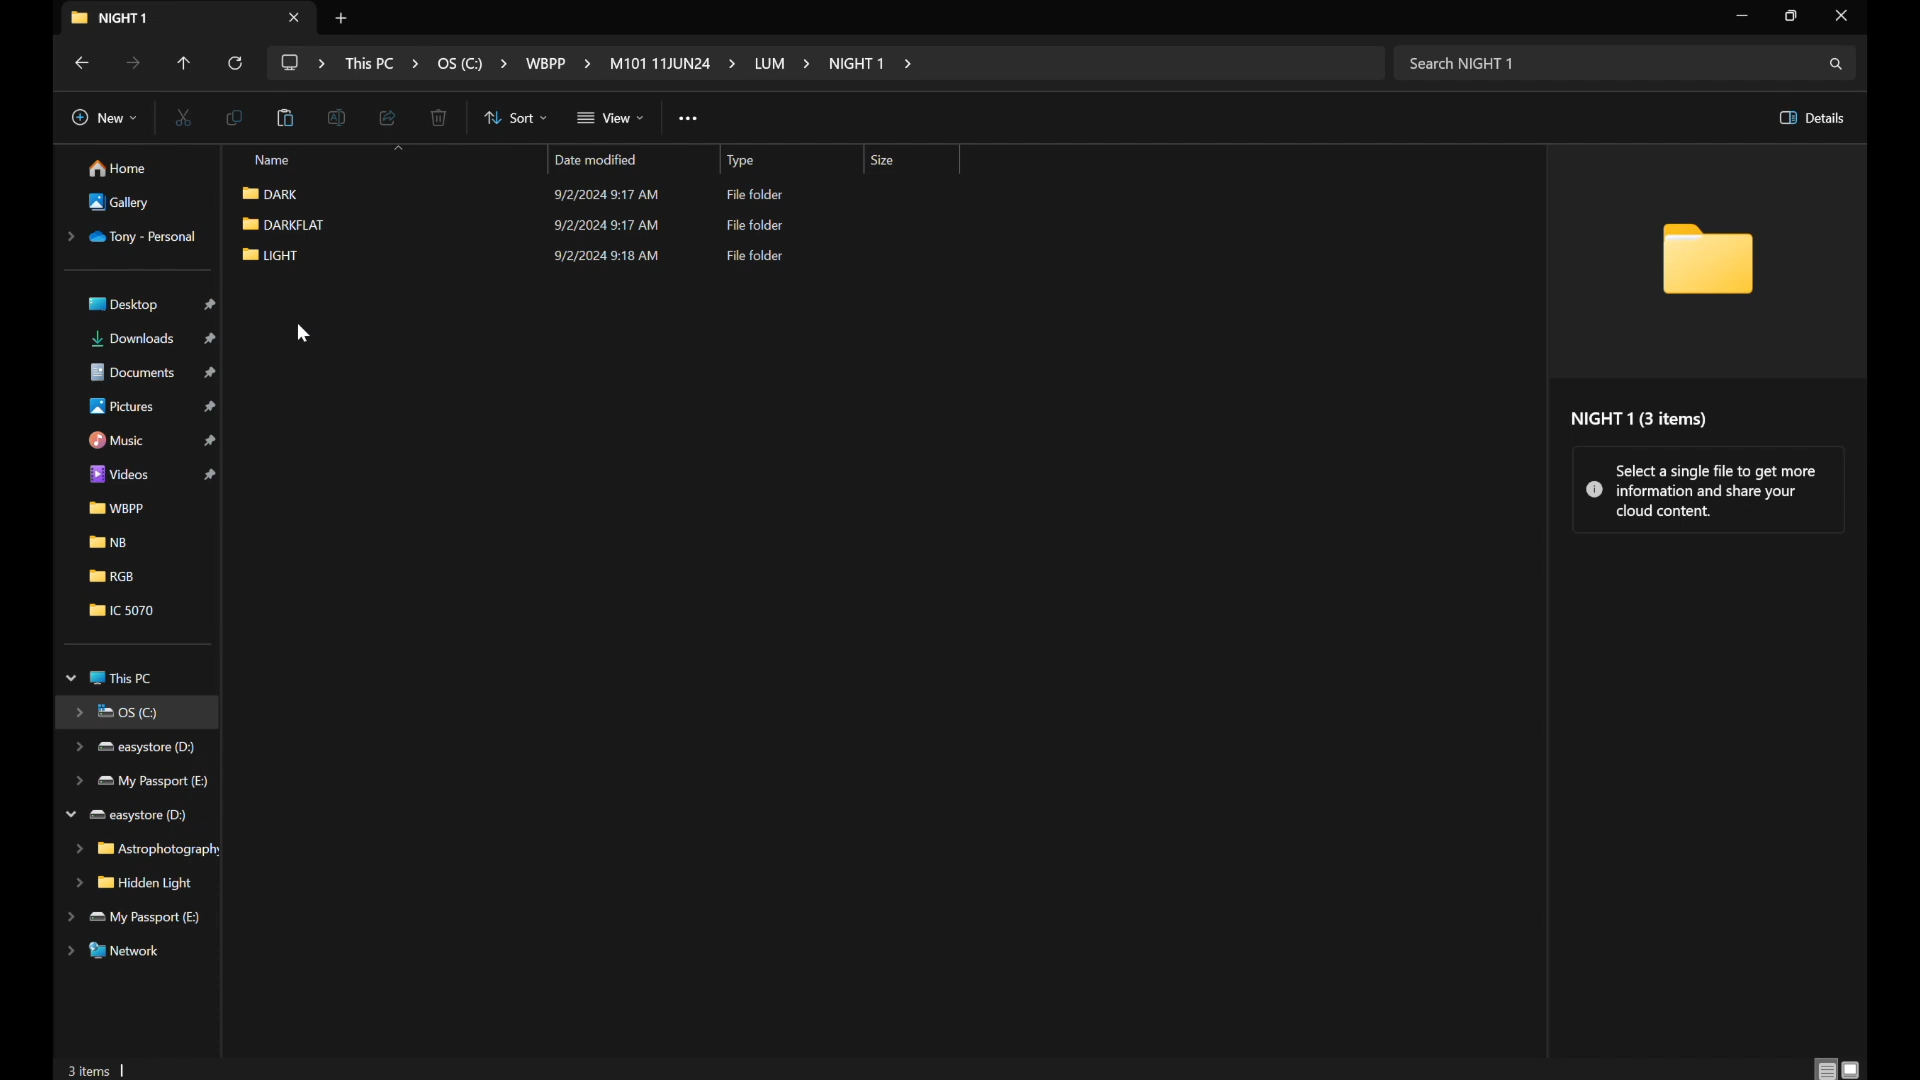 NIGHT 1
This PC > OS (C:) > WBPP > M101 11JUN24 > LUM > NIGHT 1 >
Search NIGHT 1
New
Sort
View
Details
Name Date modified Type Size
DARK 9/2/2024 9:17 AM File folder
DARKFLAT 9/2/2024 9:17 AM File folder
LIGHT 9/2/2024 9:18 AM File folder
Home
Gallery
Tony - Personal
Desktop
Downloads
Documents
Pictures
Music
Videos
WBPP
NB
RGB
IC 5070
This PC
OS (C:)
easystore (D:)
My Passport (E:)
easystore (D:)
Astrophotography
Hidden Light
My Passport (E:)
Network
NIGHT 1 (3 items)
Select a single file to get more
information and share your
cloud content.
3 items